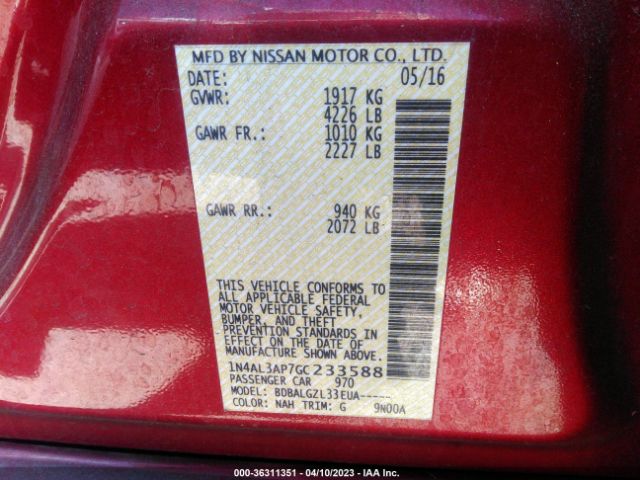 MFD BY NISSAN MOTOR CO., LTD.
DATE: 05/16
GVWR: 1917 KG
4226 LB
GAWR FR.: 1010 KG
2227 LB
GAWR RR.: 940 KG
2072 LB
THIS VEHICLE CONFORMS TO
ALL APPLICABLE FEDERAL
MOTOR VEHICLE SAFETY,
BUMPER, AND THEFT
PREVENTION STANDARDS IN
EFFECT ON THE DATE OF
MANUFACTURE SHOWN ABOVE.
1N4AL3AP7GC233588
PASSENGER CAR 970
MODEL: BDBALGZL33EUA-----
COLOR: NAH TRIM: G 9N00A
000-36311351 | 04/10/2023 - IAA Inc.